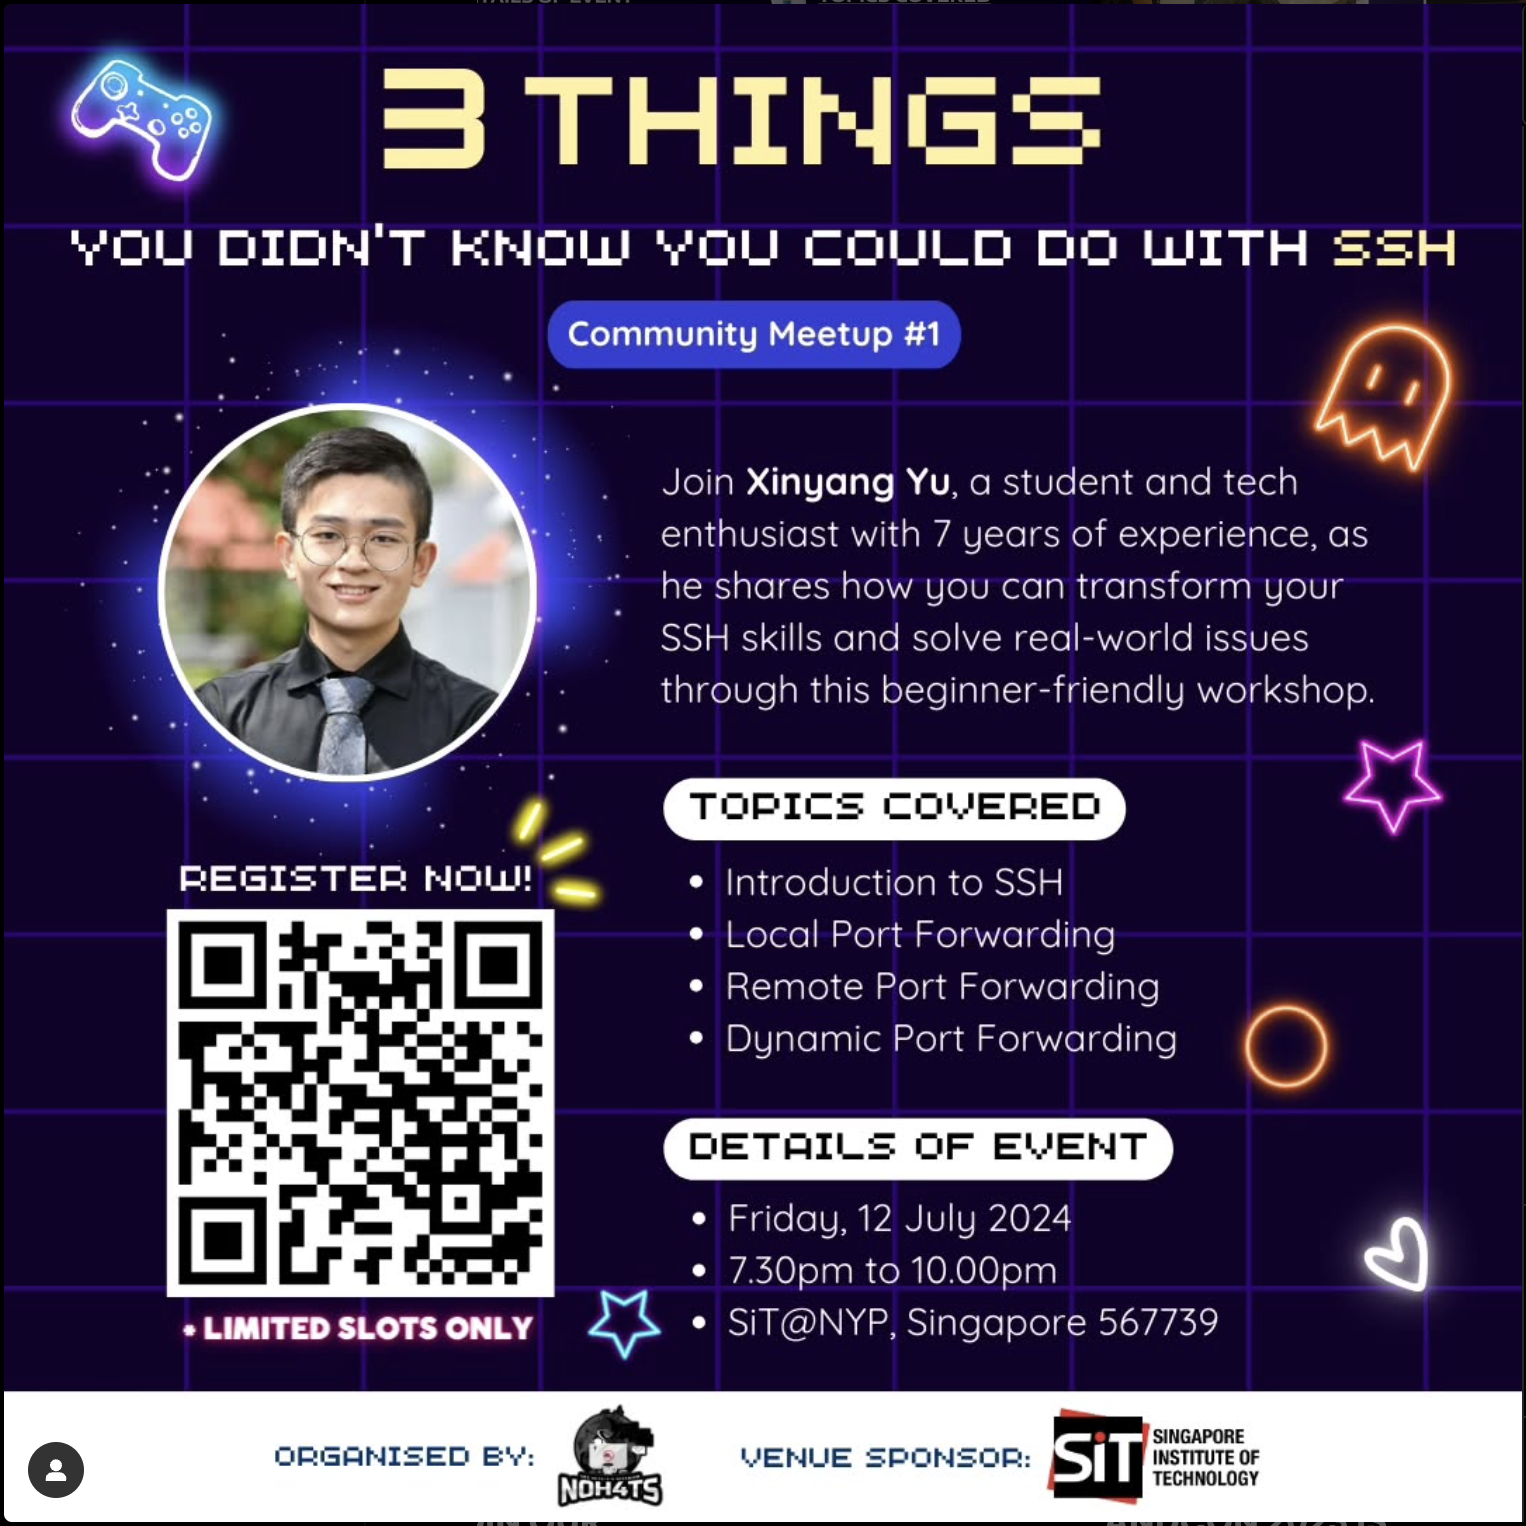 3 THINGS
YOU DIDN'T KNOW YOU COULD DO WITH SSH
Community Meetup #1
Join Xinyang Yu, a student and tech
enthusiast with 7 years of experience, as
he shares how you can transform your
SSH skills and solve real-world issues
through this beginner-friendly workshop.
TOPICS COVERED
• Introduction to SSH
• Local Port Forwarding
• Remote Port Forwarding
• Dynamic Port Forwarding
REGISTER NOW!
* LIMITED SLOTS ONLY
DETAILS OF EVENT
• Friday, 12 July 2024
• 7.30pm to 10.00pm
• SiT@NYP, Singapore 567739
ORGANISED BY:
N0H4TS
VENUE SPONSOR:
SiT
SINGAPORE
INSTITUTE OF
TECHNOLOGY